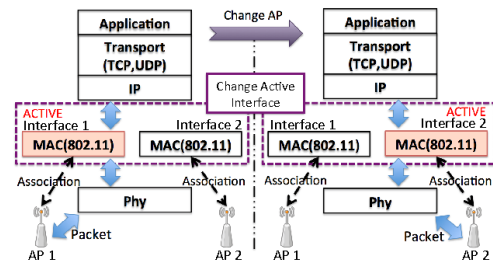 Application
Transport
(TCP,UDP)
IP
Change AP
Application
Transport
(TCP,UDP)
IP
Change Active
Interface
ACTIVE
Interface 1
MAC(802.11)
Interface 2
MAC(802.11)
Interface 1
MAC(802.11)
ACTIVE
Interface 2
MAC(802.11)
Association
Association
Phy
Packet
AP 1
AP 2
Association
Association
Phy
Packet
AP 1
AP 2